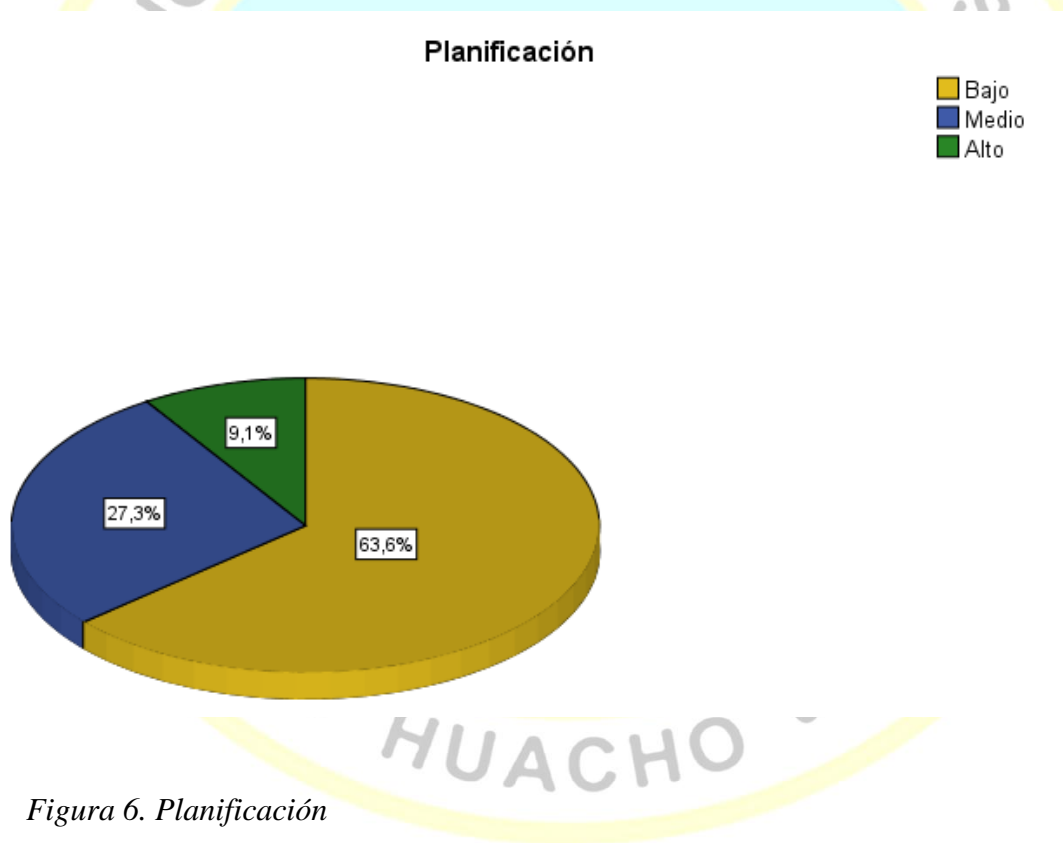 Planificación
Bajo
Medio
Alto
9,1%
27,3%
63,6%
HUACHO
Figura 6. Planificación